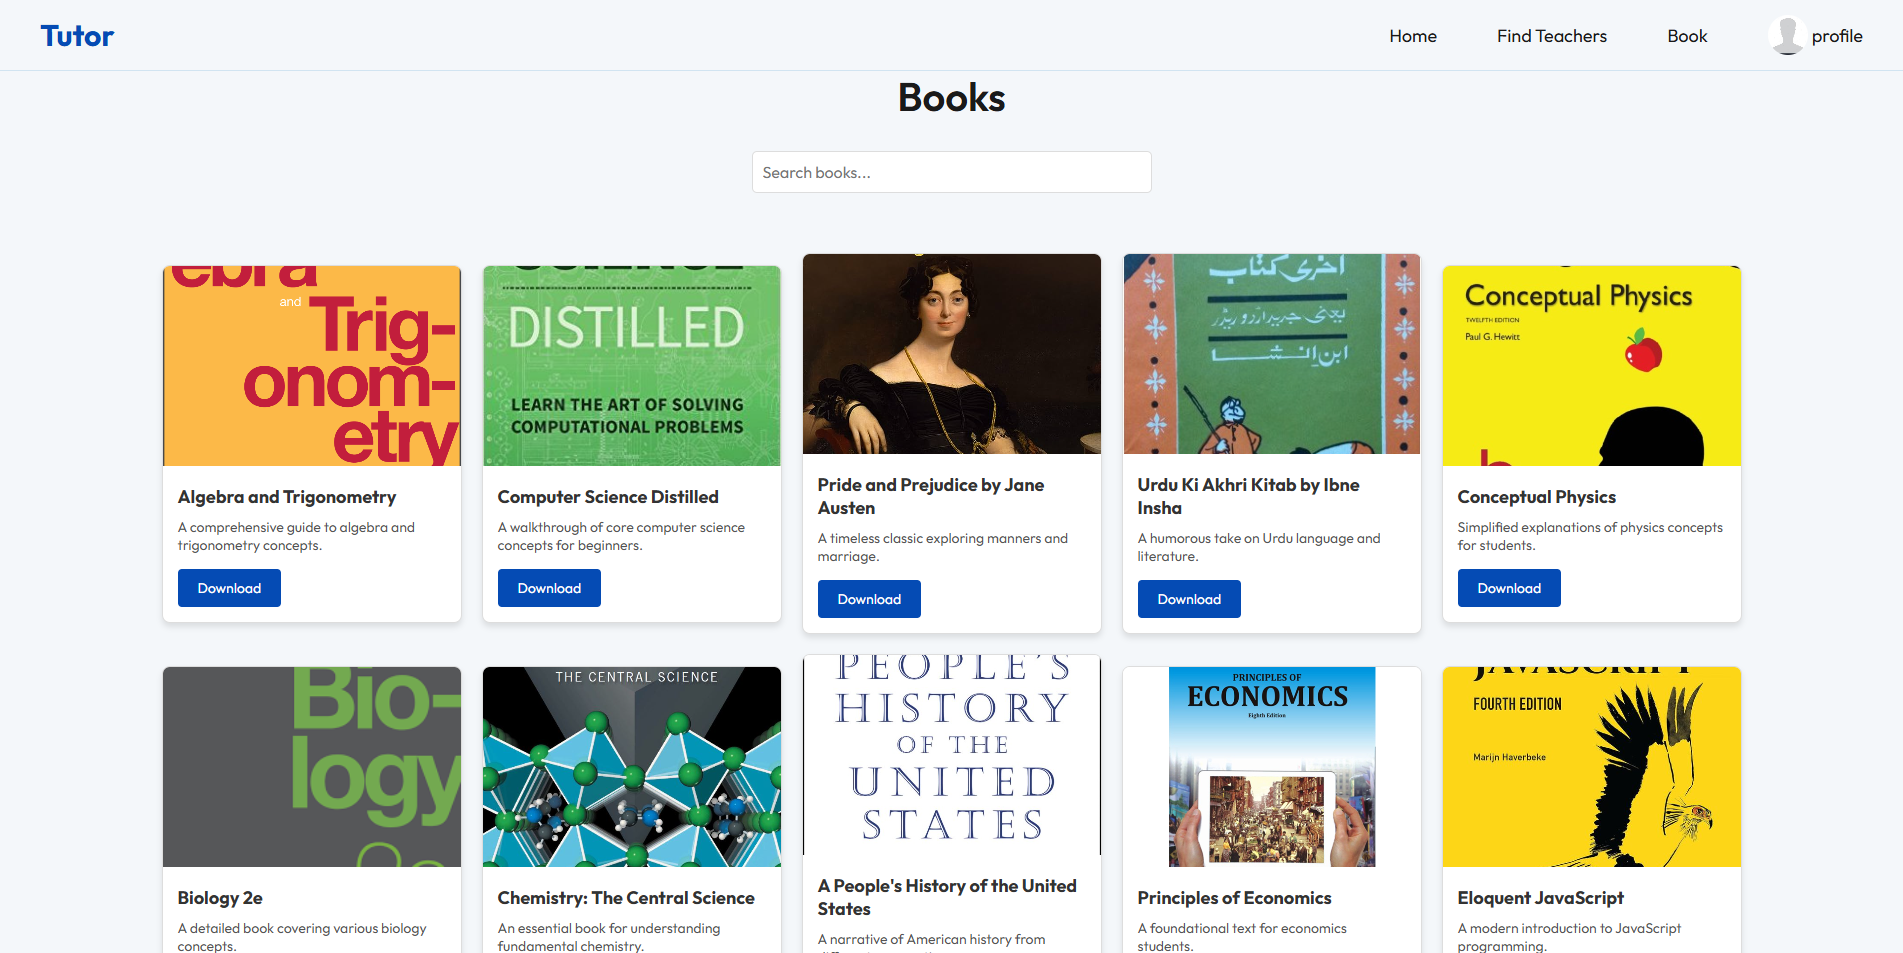 Tutor
Home
Find Teachers
Book
profile
Books
Search books...
and
Trig-
onom-
etry
Algebra and Trigonometry
A comprehensive guide to algebra and
trigonometry concepts.
Download
DISTILLED
LEARN THE ART OF SOLVING
COMPUTATIONAL PROBLEMS
Computer Science Distilled
A walkthrough of core computer science
concepts for beginners.
Download
Pride and Prejudice by Jane
Austen
A timeless classic exploring manners and
marriage.
Download
آخری کتاب
یعنی جدید اردو ریڈر
ابن انشا
Urdu Ki Akhri Kitab by Ibne
Insha
A humorous take on Urdu language and
literature.
Download
Conceptual Physics
TWELFTH EDITION
Paul G. Hewitt
Conceptual Physics
Simplified explanations of physics concepts
for students.
Download
Bio-
logy
Biology 2e
A detailed book covering various biology
concepts.
THE CENTRAL SCIENCE
Chemistry: The Central Science
An essential book for understanding
fundamental chemistry.
PEOPLE'S
HISTORY
OF THE
UNITED
STATES
A People's History of the United
States
A narrative of American history from
PRINCIPLES OF
ECONOMICS
Eighth Edition
Principles of Economics
A foundational text for economics
students.
JAVASCRIPT
FOURTH EDITION
Marijn Haverbeke
Eloquent JavaScript
A modern introduction to JavaScript
programming.